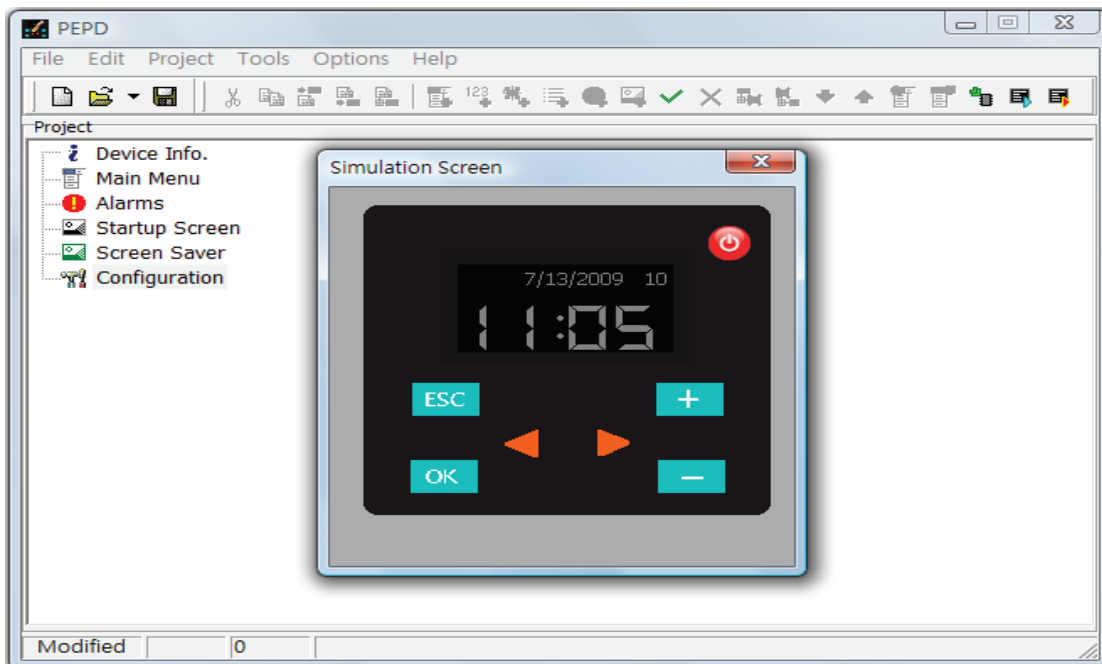 PEPD
File Edit Project Tools Options Help
123
Project
Device Info.
Main Menu
Alarms
Startup Screen
Screen Saver
Configuration
Simulation Screen
7/13/2009 10
11:05
ESC
+
OK
−
Modified 0